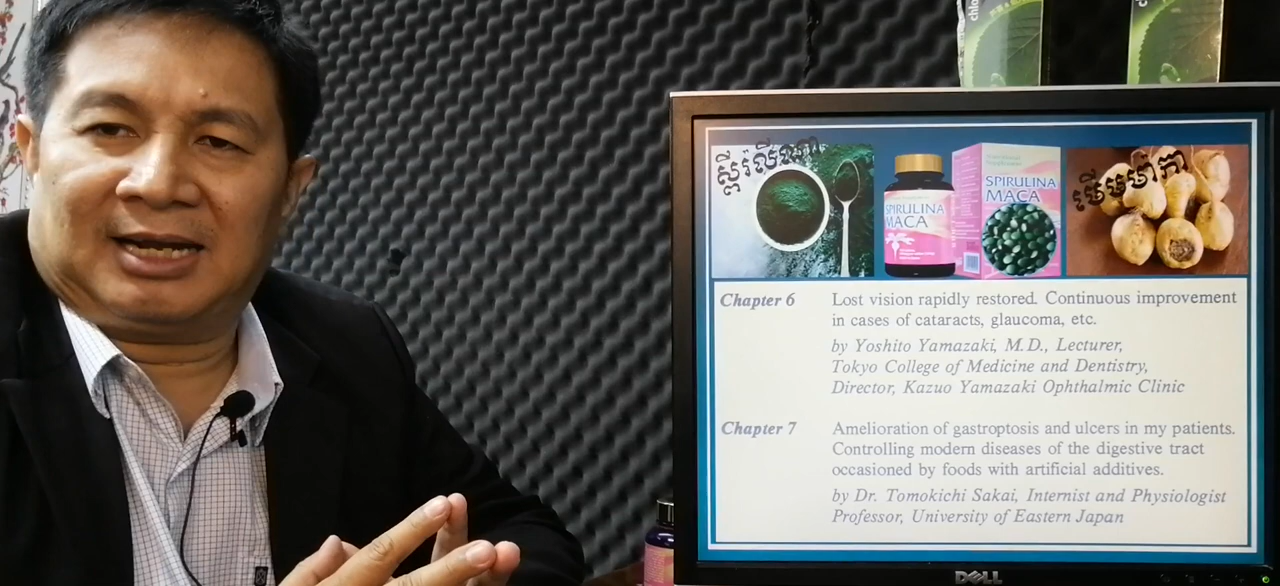 chlo
ស្ពីរូលីណា
មើមម៉ាកា
SPIRULINA
MACA
SPIRULINA
MACA
Chapter 6 Lost vision rapidly restored. Continuous improvement
in cases of cataracts, glaucoma, etc.
by Yoshito Yamazaki, M.D., Lecturer,
Tokyo College of Medicine and Dentistry,
Director, Kazuo Yamazaki Ophthalmic Clinic
Chapter 7 Amelioration of gastroptosis and ulcers in my patients.
Controlling modern diseases of the digestive tract
occasioned by foods with artificial additives.
by Dr. Tomokichi Sakai, Internist and Physiologist
Professor, University of Eastern Japan
DELL